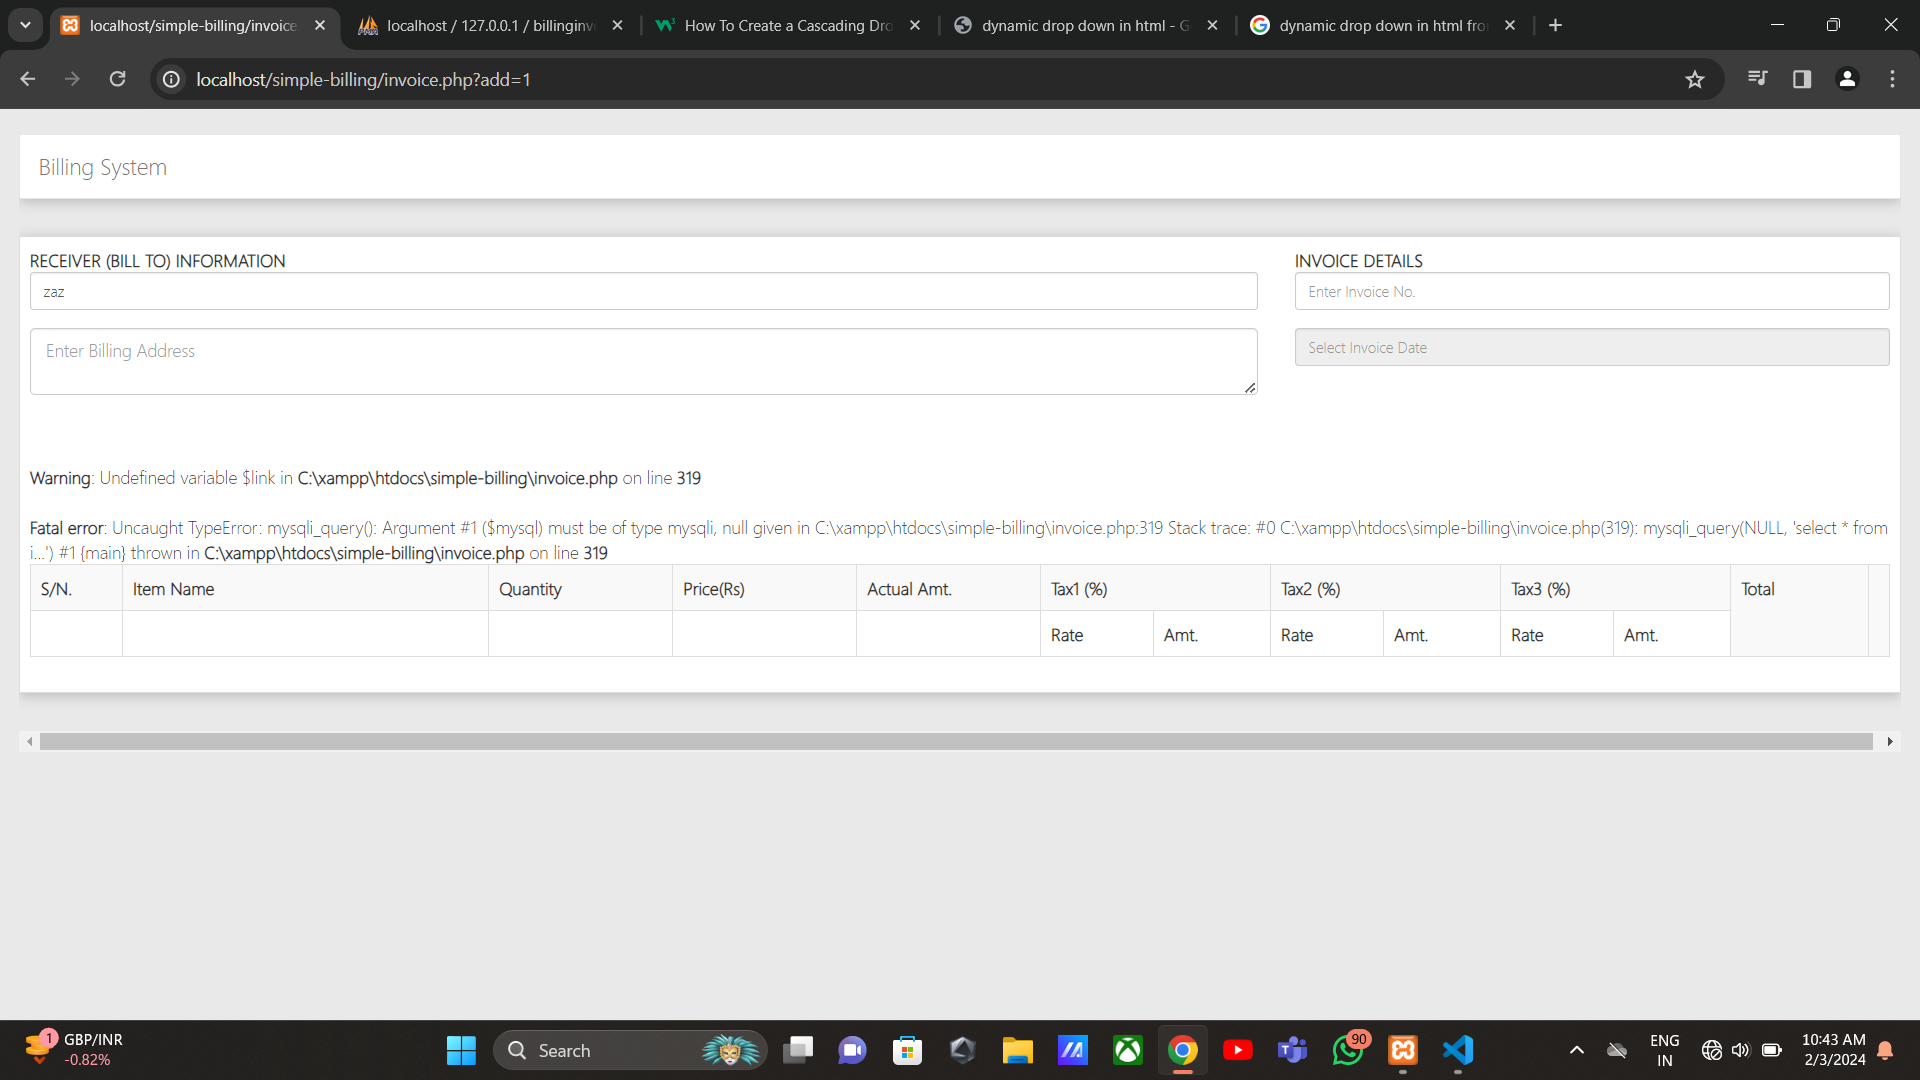 localhost/simple-billing/invoice
localhost / 127.0.0.1 / billinginv
How To Create a Cascading Dro
dynamic drop down in html - G
dynamic drop down in html fro
localhost/simple-billing/invoice.php?add=1
Billing System
RECEIVER (BILL TO) INFORMATION
INVOICE DETAILS
zaz
Enter Invoice No.
Enter Billing Address
Select Invoice Date
Warning: Undefined variable $link in C:\xampp\htdocs\simple-billing\invoice.php on line 319
Fatal error: Uncaught TypeError: mysqli_query(): Argument #1 ($mysql) must be of type mysqli, null given in C:\xampp\htdocs\simple-billing\invoice.php:319 Stack trace: #0 C:\xampp\htdocs\simple-billing\invoice.php(319): mysqli_query(NULL, 'select * from
i...') #1 {main} thrown in C:\xampp\htdocs\simple-billing\invoice.php on line 319
S/N. Item Name Quantity Price(Rs) Actual Amt. Tax1 (%) Tax2 (%) Tax3 (%) Total
Rate Amt. Rate Amt. Rate Amt.
1 GBP/INR
-0.82%
Search
90
ENG
IN
10:43 AM
2/3/2024